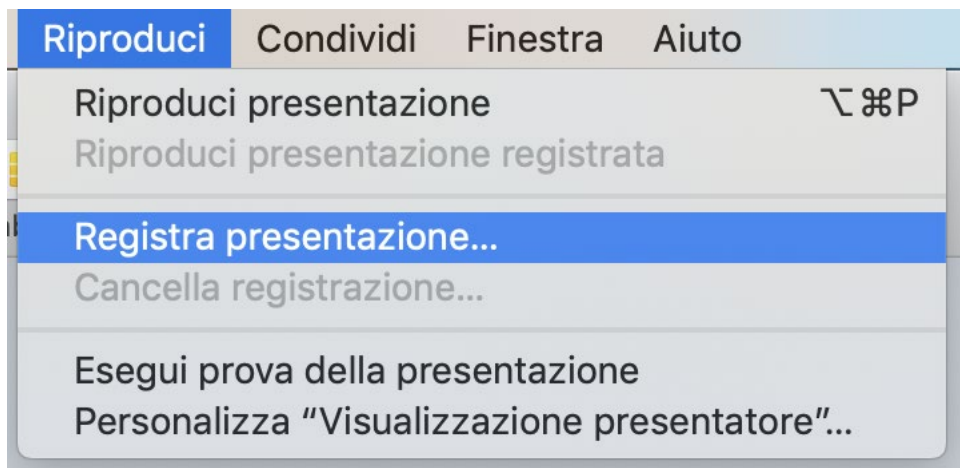 Riproduci Condividi Finestra Aiuto
Riproduci presentazione ⌥⌘P
Riproduci presentazione registrata
Registra presentazione...
Cancella registrazione...
Esegui prova della presentazione
Personalizza “Visualizzazione presentatore”...